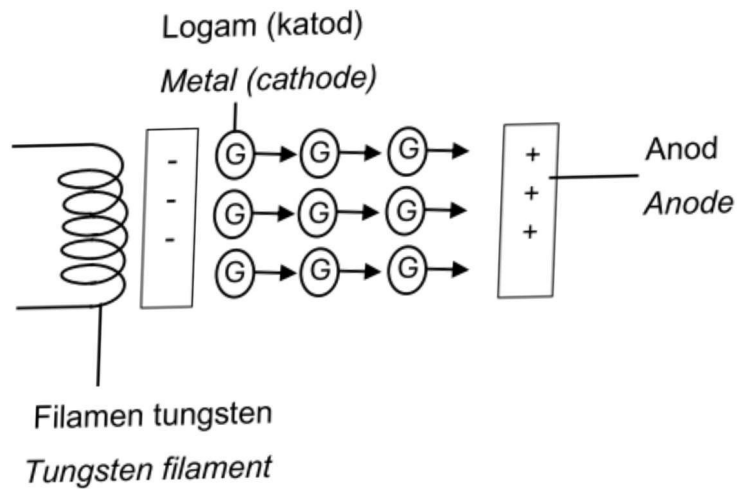 Logam (katod)
Metal (cathode)
- G G G +
Anod
- G G G +
Anode
- G G G +
Filamen tungsten
Tungsten filament